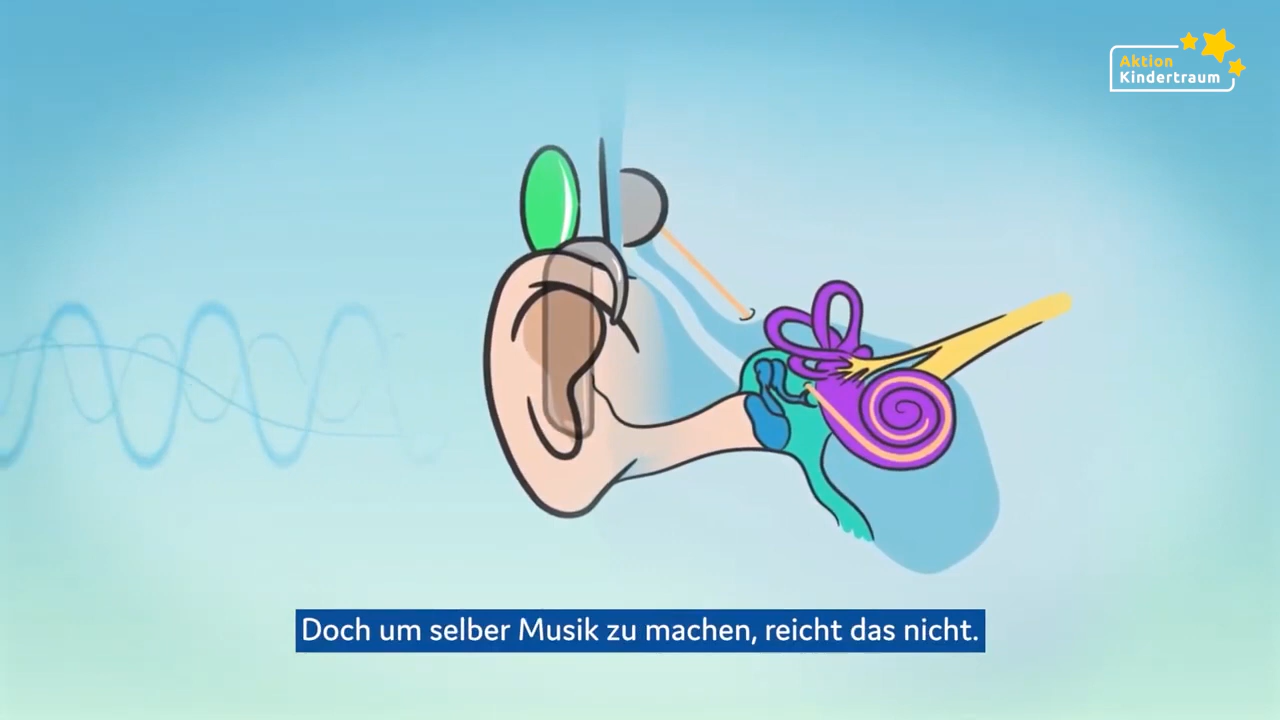 Aktion
Kindertraum
Doch um selber Musik zu machen, reicht das nicht.